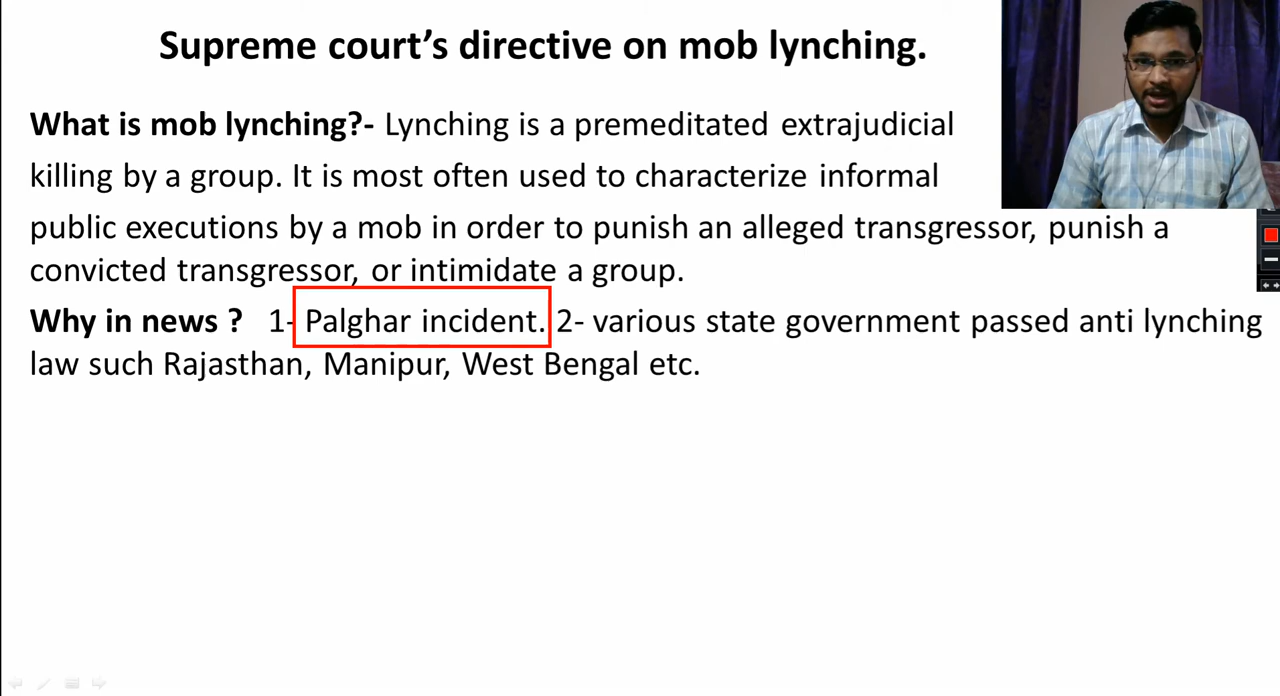 Supreme court’s directive on mob lynching.
What is mob lynching?- Lynching is a premeditated extrajudicial
killing by a group. It is most often used to characterize informal
public executions by a mob in order to punish an alleged transgressor, punish a
convicted transgressor, or intimidate a group.
Why in news ? 1- Palghar incident. 2- various state government passed anti lynching
law such Rajasthan, Manipur, West Bengal etc.